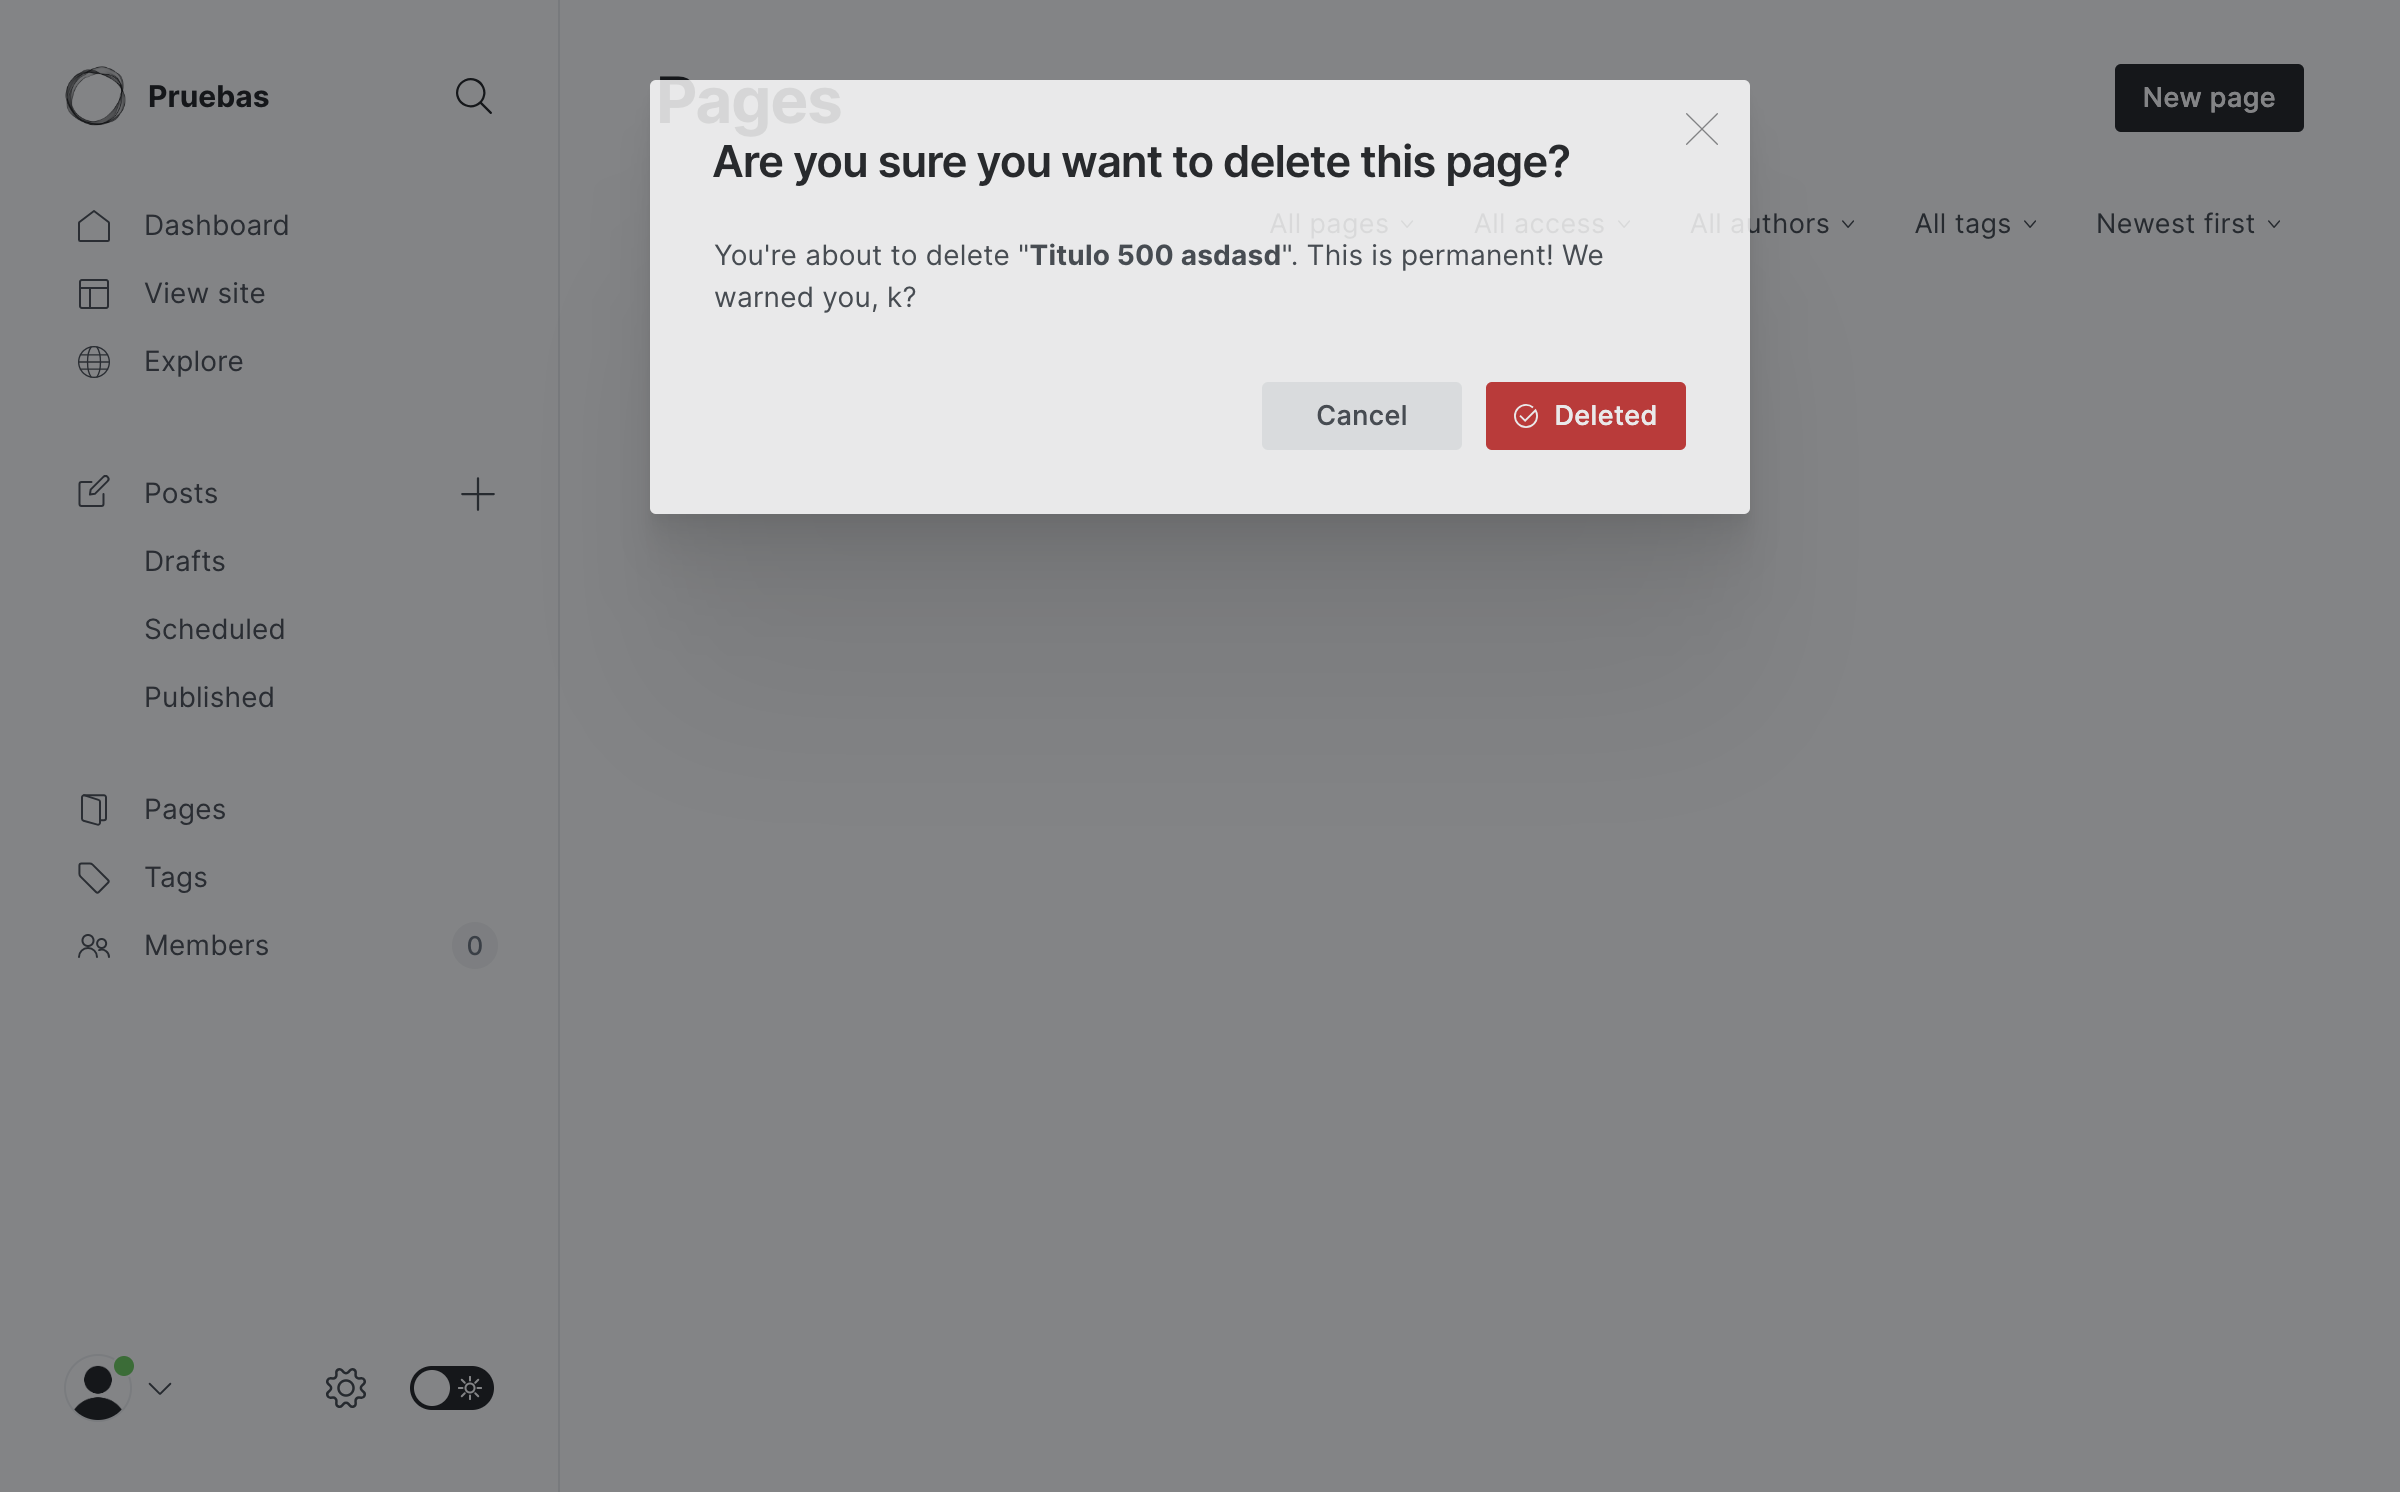 Pruebas
Dashboard
View site
Explore
Posts
Drafts
Scheduled
Published
Pages
Tags
Members 0
Pages
New page
All pages All access All authors All tags Newest first
Are you sure you want to delete this page?
You're about to delete "Titulo 500 asdasd". This is permanent! We
warned you, k?
Cancel Deleted